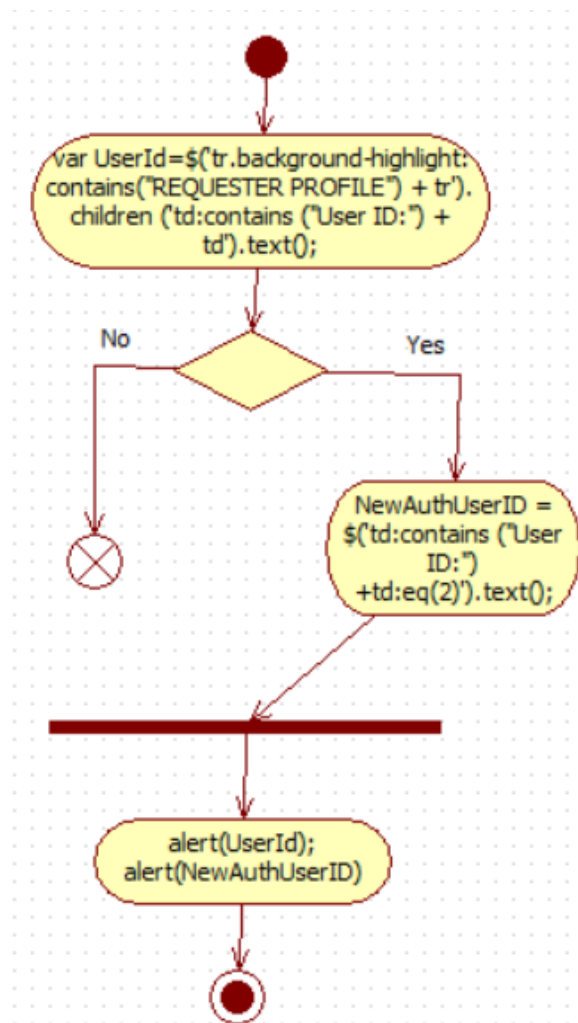 var UserId=$('tr.background-highlight:
contains("REQUESTER PROFILE") + tr').
children ('td:contains ("User ID:") +
td').text();
No
Yes
NewAuthUserID =
$('td:contains ("User
ID:")
+td:eq(2)').text();
alert(UserId);
alert(NewAuthUserID)